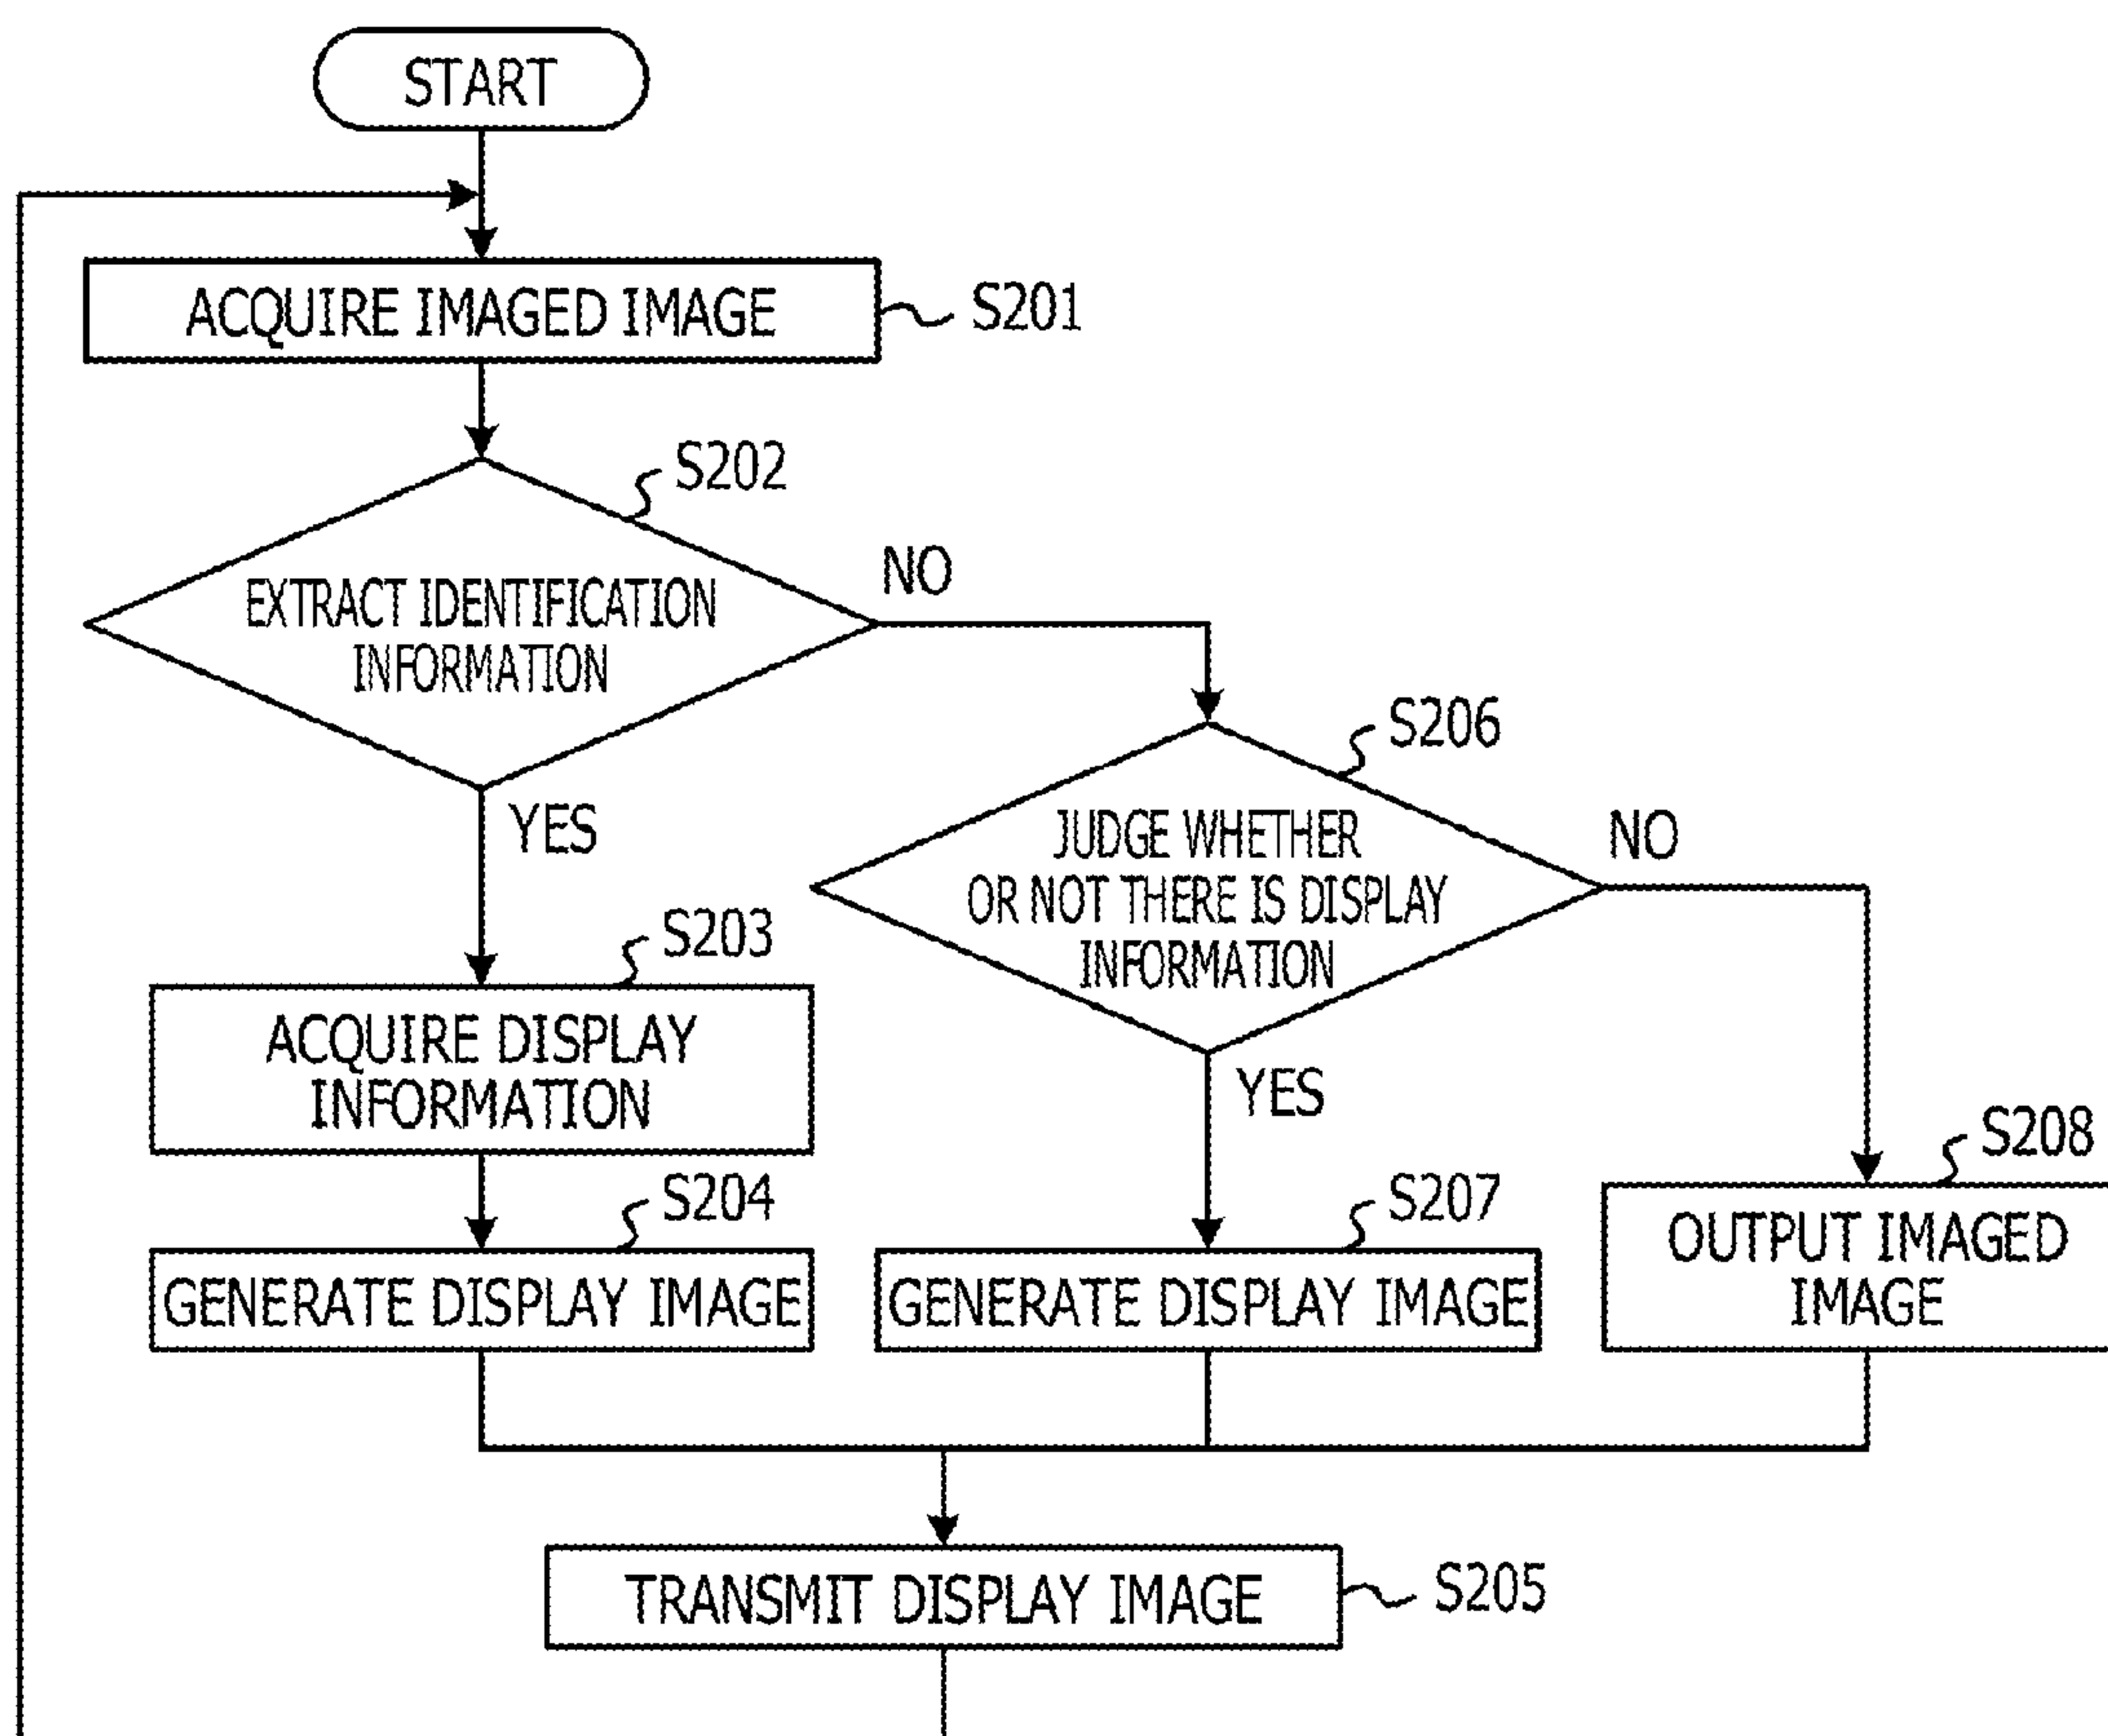 START
ACQUIRE IMAGED IMAGE
S201
S202
EXTRACT IDENTIFICATION
INFORMATION
NO
YES
S206
JUDGE WHETHER
OR NOT THERE IS DISPLAY
INFORMATION
NO
YES
S203
ACQUIRE DISPLAY
INFORMATION
S204
GENERATE DISPLAY IMAGE
S207
GENERATE DISPLAY IMAGE
S208
OUTPUT IMAGED
IMAGE
TRANSMIT DISPLAY IMAGE
S205